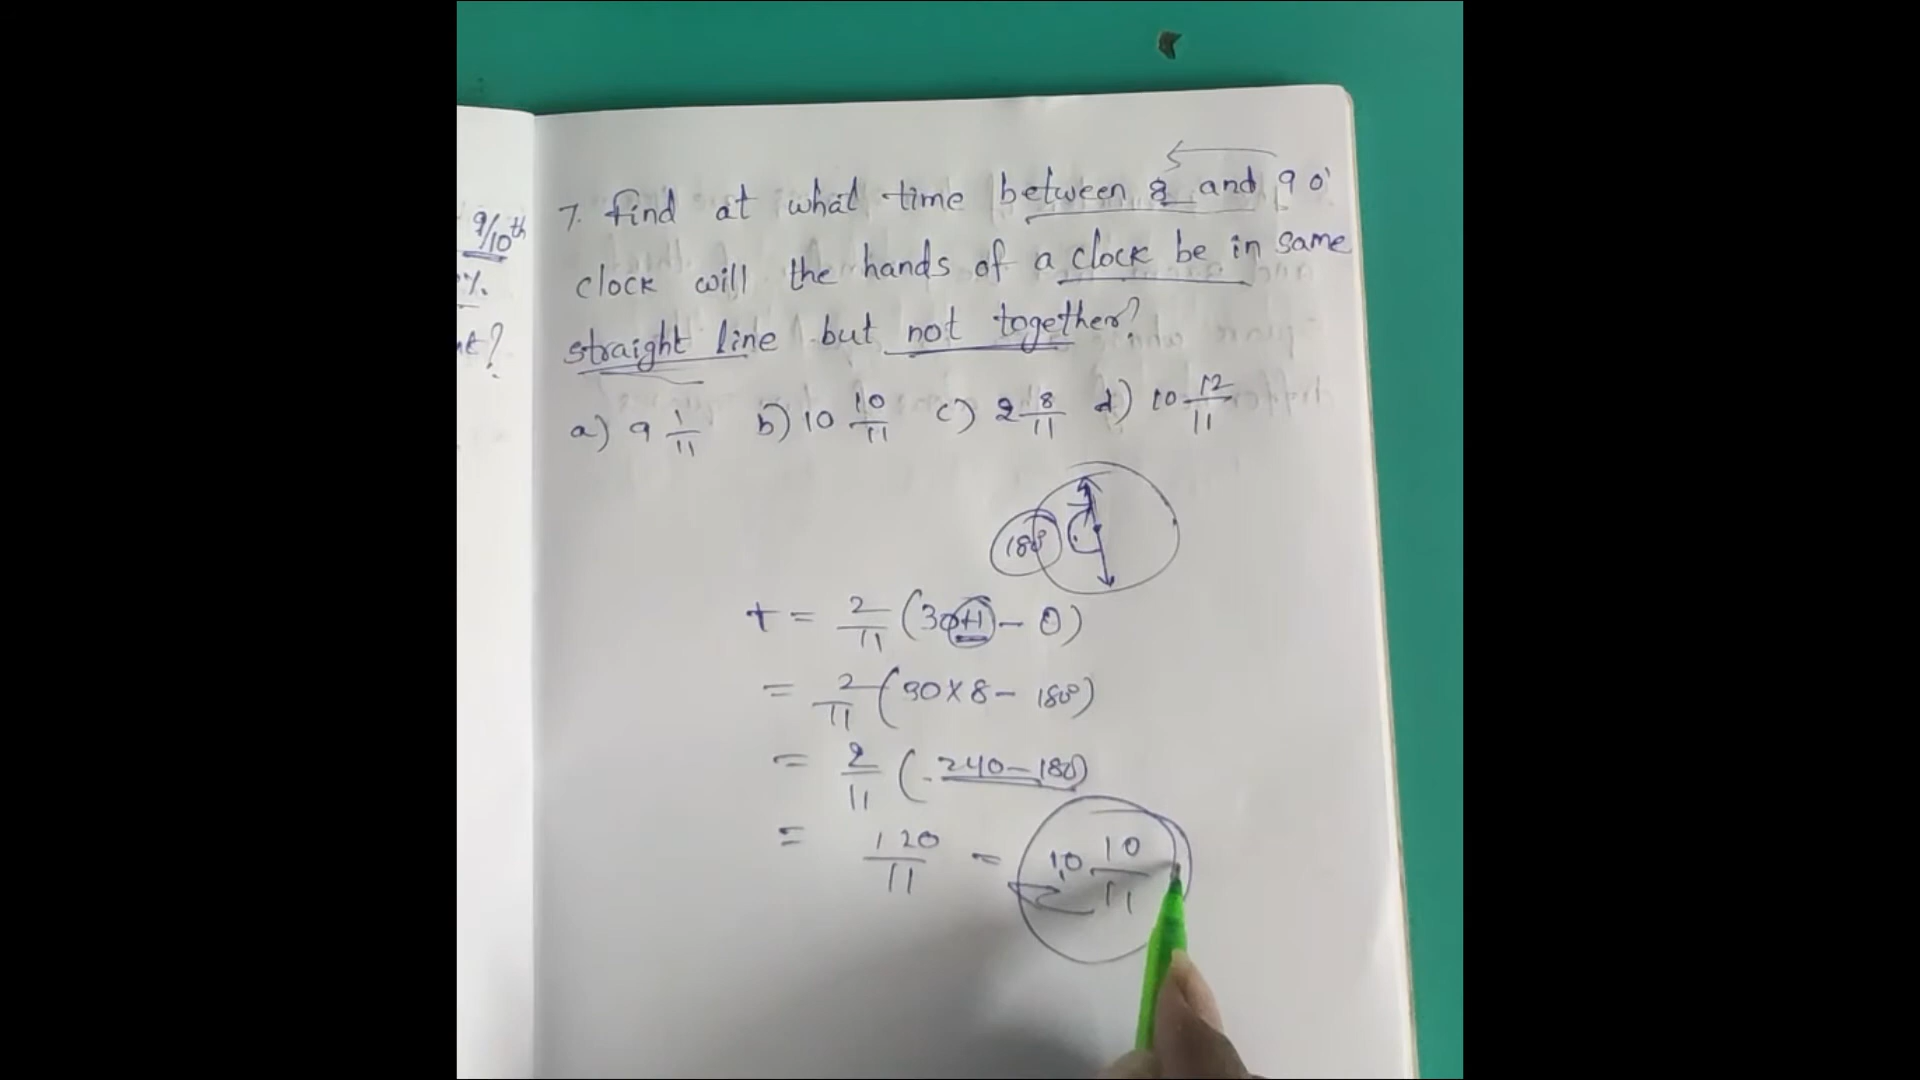 9/10th
%.
7. find at what time between 8 and 9 o'
clock will the hands of a clock be in same
straight line but not together?
a) 9 1/11 b) 10 10/11 c) 2 8/11 d) 10 12/11
180°
t = 2/11 (30H - θ)
= 2/11 (30 X 8 - 180°)
= 2/11 (240 - 180)
= 120/11 = 10 10/11